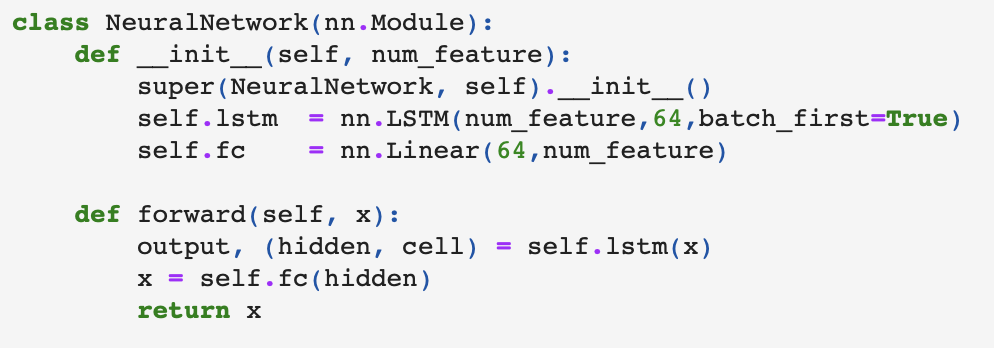 class NeuralNetwork(nn.Module):
    def __init__(self, num_feature):
        super(NeuralNetwork, self).__init__()
        self.lstm  = nn.LSTM(num_feature,64,batch_first=True)
        self.fc    = nn.Linear(64,num_feature)

    def forward(self, x):
        output, (hidden, cell) = self.lstm(x)
        x = self.fc(hidden)
        return x